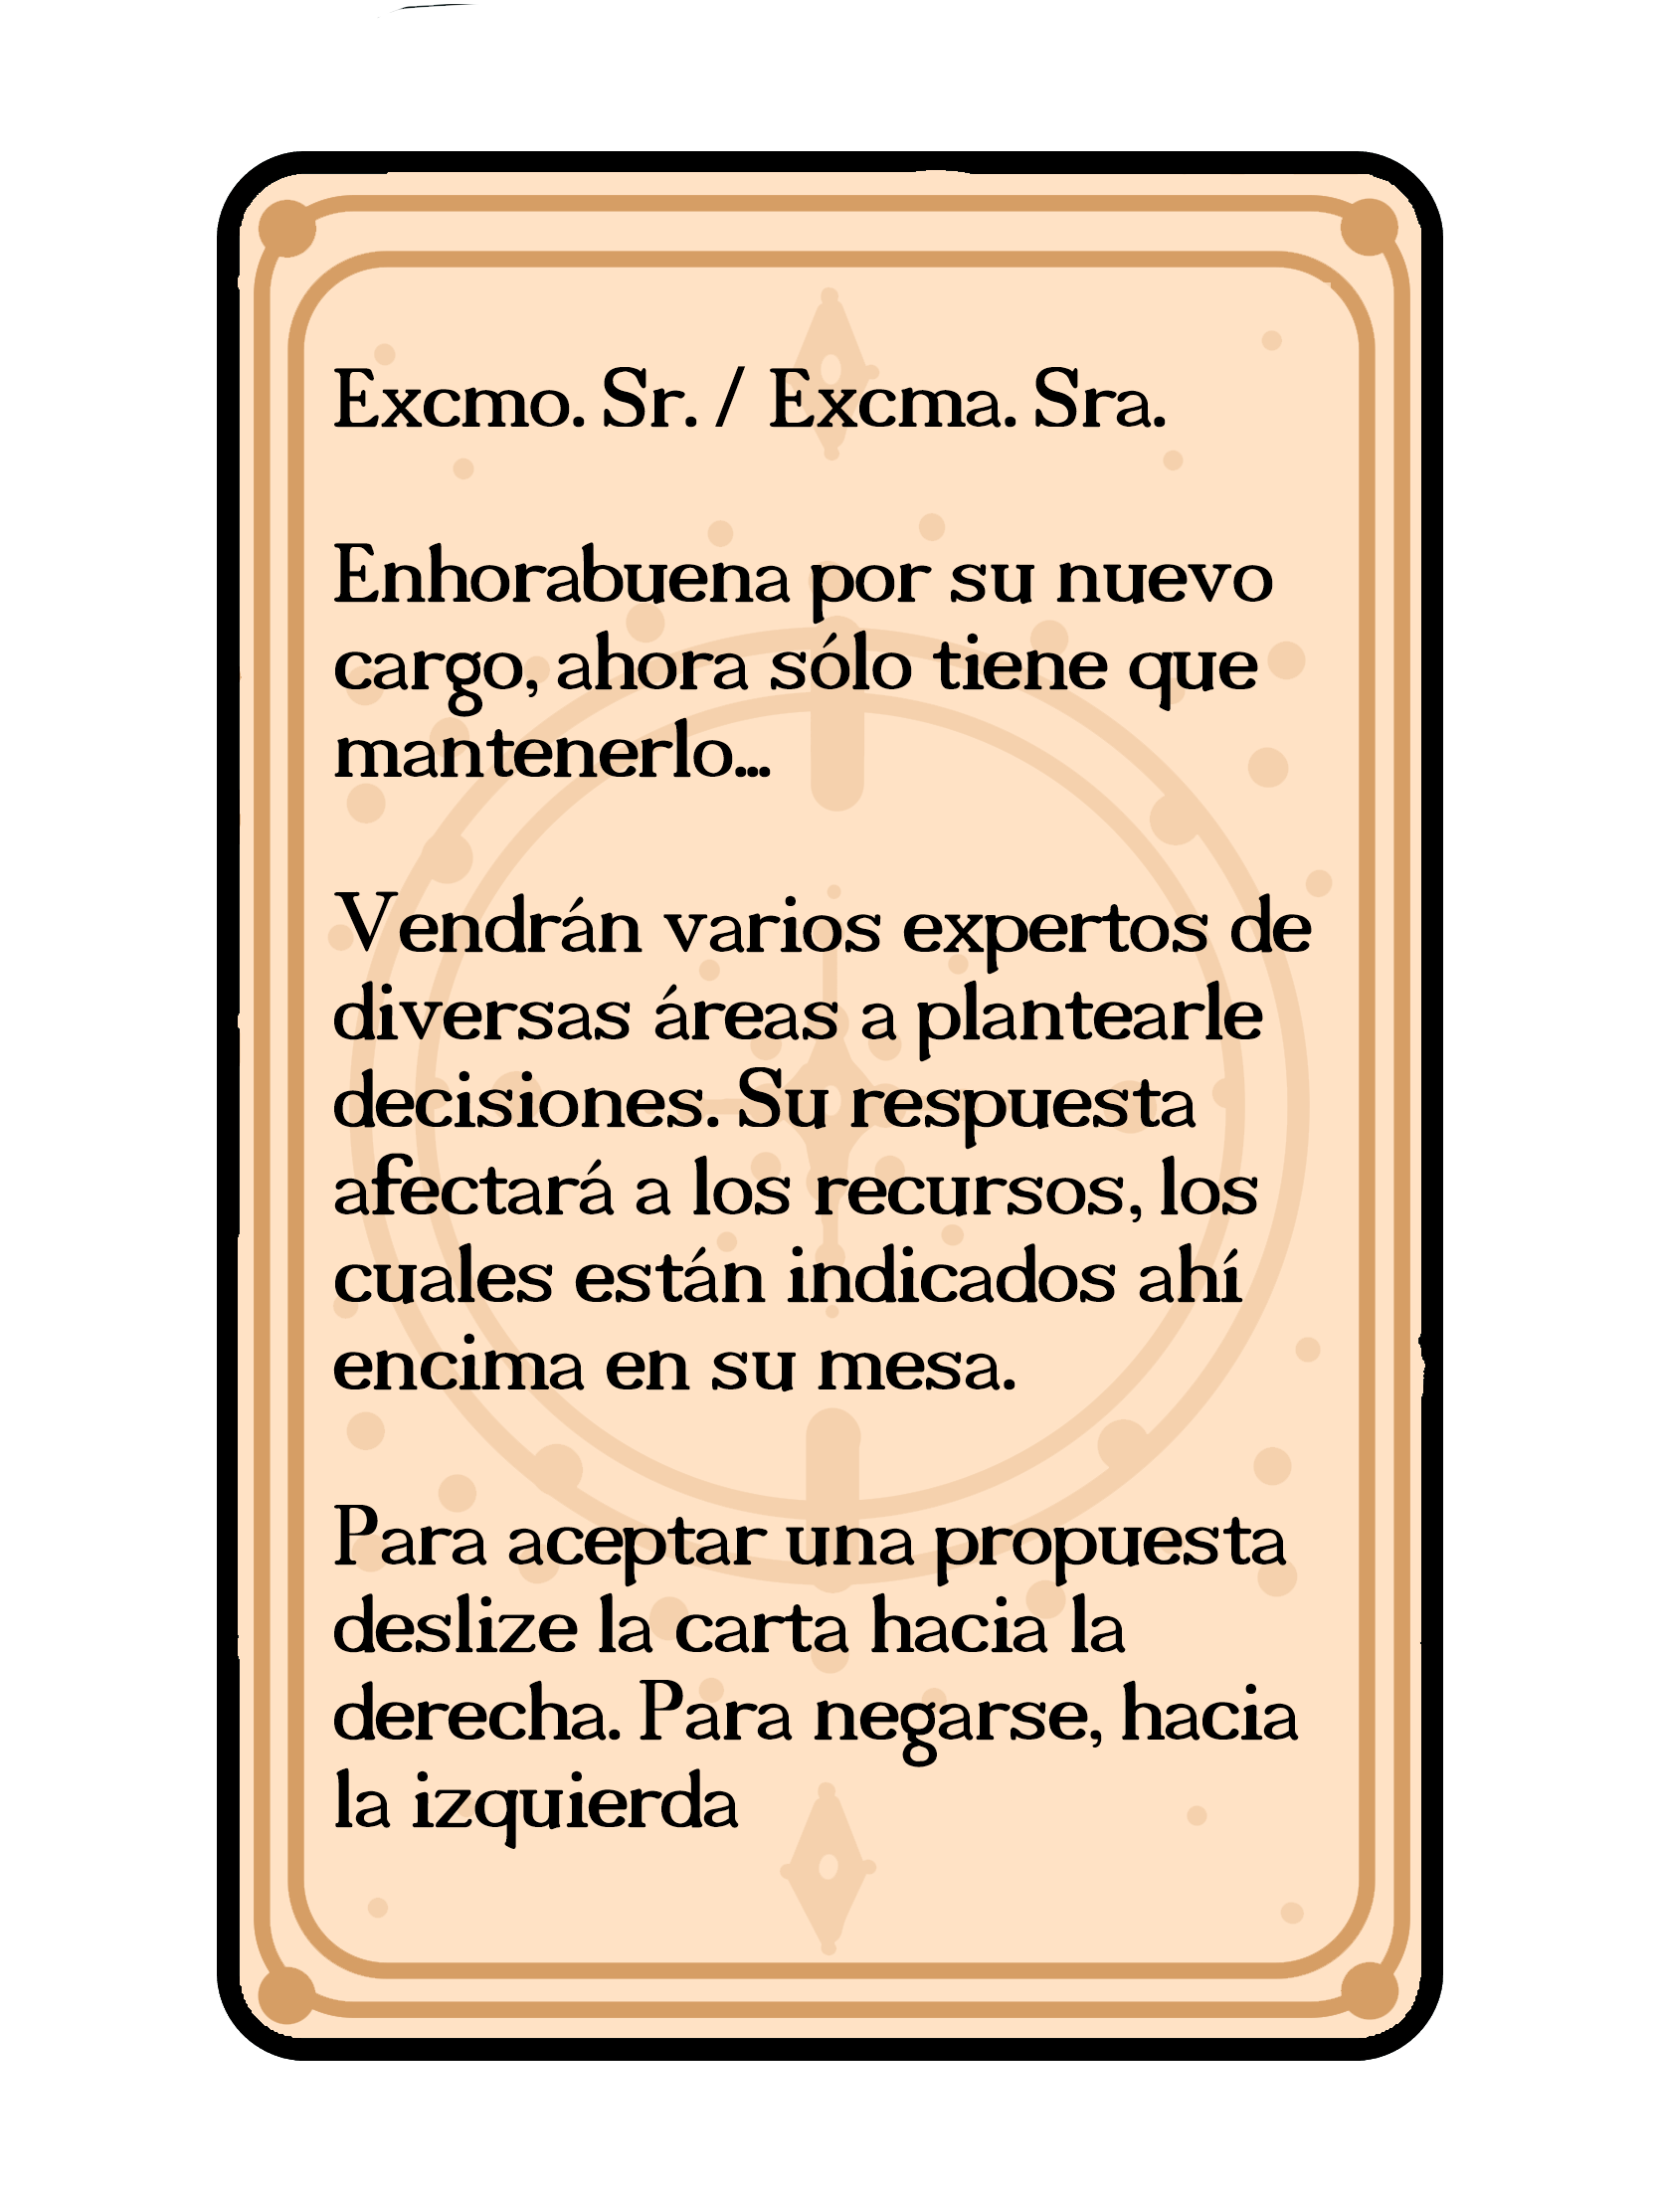 Excmo. Sr. / Excma. Sra.
Enhorabuena por su nuevo
cargo, ahora sólo tiene que
mantenerlo...
Vendrán varios expertos de
diversas áreas a plantearle
decisiones. Su respuesta
afectará a los recursos, los
cuales están indicados ahí
encima en su mesa.
Para aceptar una propuesta
deslize la carta hacia la
derecha. Para negarse, hacia
la izquierda